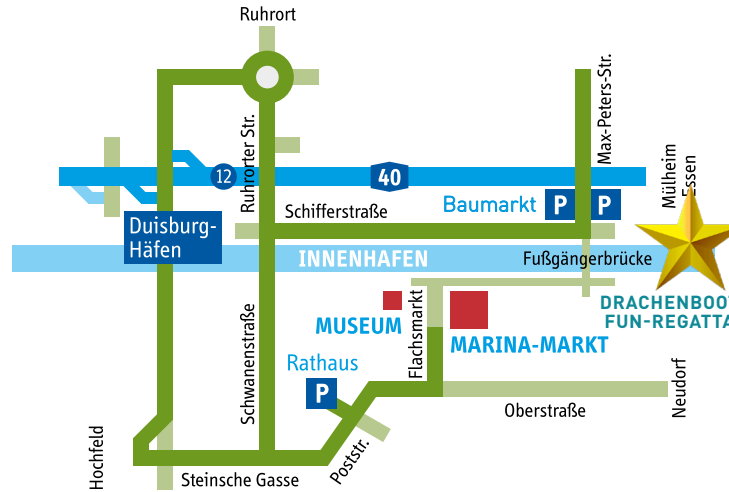 Ruhrort
Max-Peters-Str.
Ruhrorter Str.
12
40
Mülheim
Essen
Baumarkt
P
P
Schifferstraße
Duisburg-
Häfen
INNENHAFEN
Fußgängerbrücke
DRACHENBOOT
FUN-REGATTA
Flachsmarkt
MUSEUM
MARINA-MARKT
Schwanenstraße
Rathaus
P
Oberstraße
Neudorf
Hochfeld
Steinsche Gasse
Poststr.